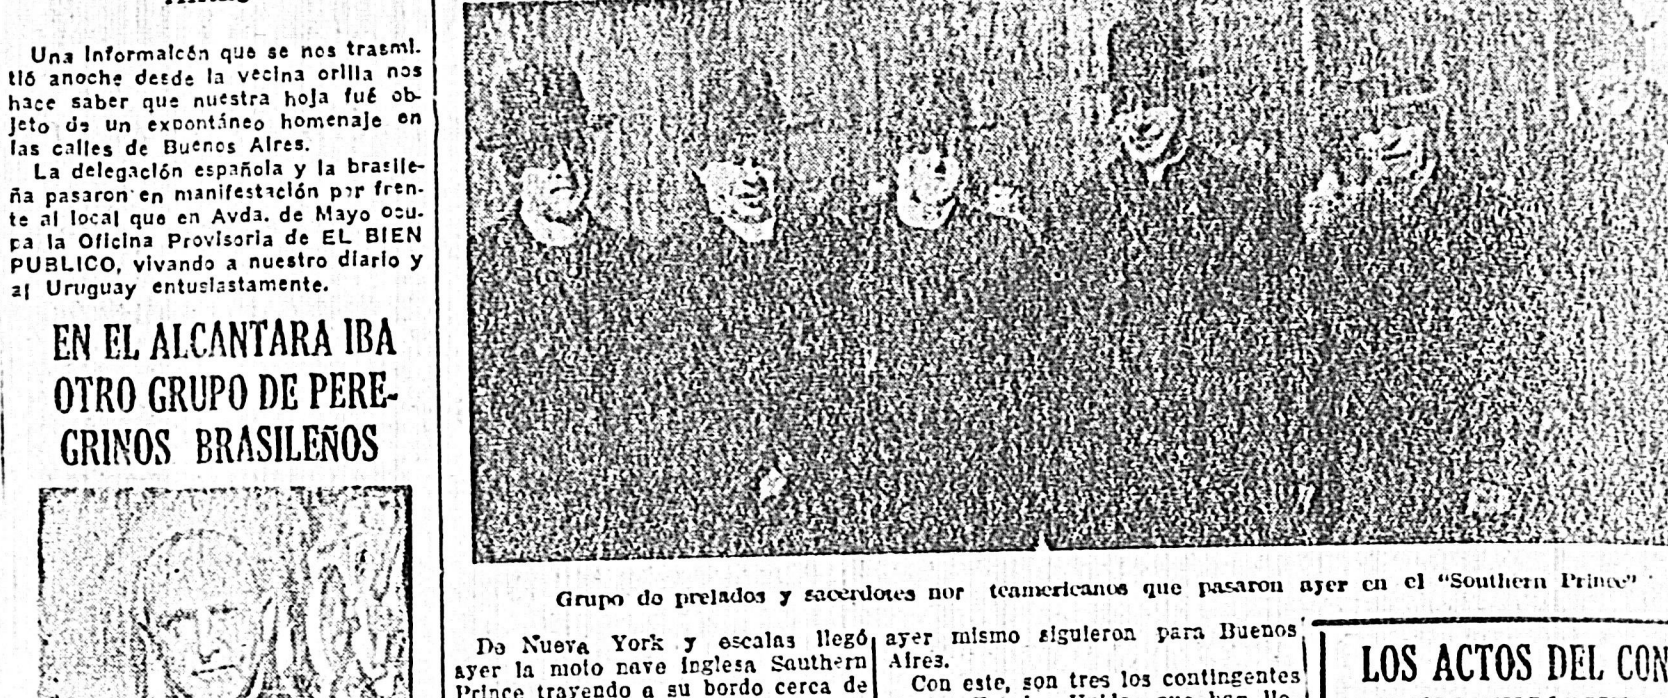 Una Informaicón que se nos trasmi-
tió anoche desde la vecina orilla nos
hace saber que nuestra hoja fué ob-
jeto de un expontáneo homenaje en
las calles de Buenos Aires.
La delegación española y la brasile-
ña pasaron en manifestación por fren-
te al local que en Avda. de Mayo ocu-
pa la Oficina Provisoria de EL BIEN
PUBLICO, vivando a nuestro diario y
al Uruguay entusiastamente.
EN EL ALCANTARA IBA
OTRO GRUPO DE PERE-
GRINOS BRASILEÑOS
Grupo de prelados y sacerdotes nor teamericanos que pasaron ayer en el "Southern Prince"
De Nueva York y escalas llegó
ayer la moto nave inglesa Southern
Prince trayendo a su bordo cerca de
ayer mismo siguieron para Buenos
Aires.
Con este, son tres los contingentes
LOS ACTOS DEL CON